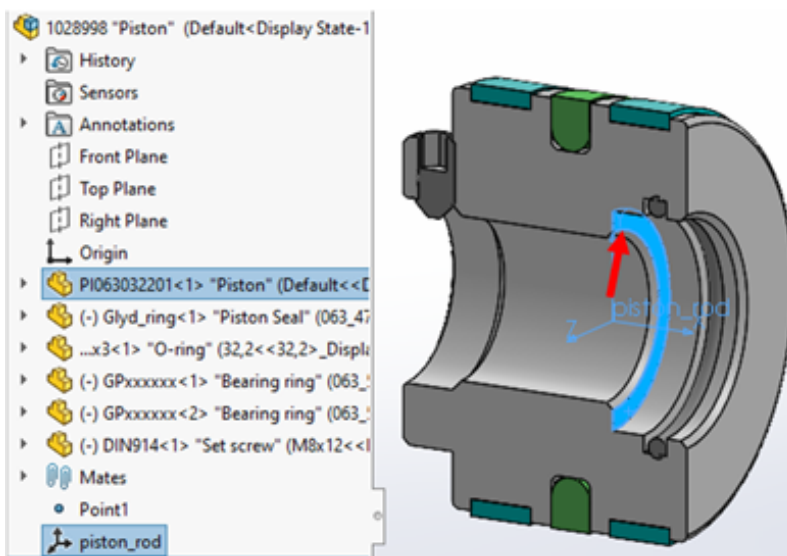 1028998 "Piston" (Default<Display State-1
History
Sensors
Annotations
Front Plane
Top Plane
Right Plane
Origin
PI063032201<1> "Piston" (Default<<D
(-) Glyd_ring<1> "Piston Seal" (063_47
...x3<1> "O-ring" (32,2<<32,2>_Displa
(-) GPxxxxxx<1> "Bearing ring" (063_
(-) GPxxxxxx<2> "Bearing ring" (063_
(-) DIN914<1> "Set screw" (M8x12<<
Mates
Point1
piston_rod
piston_rod
Z